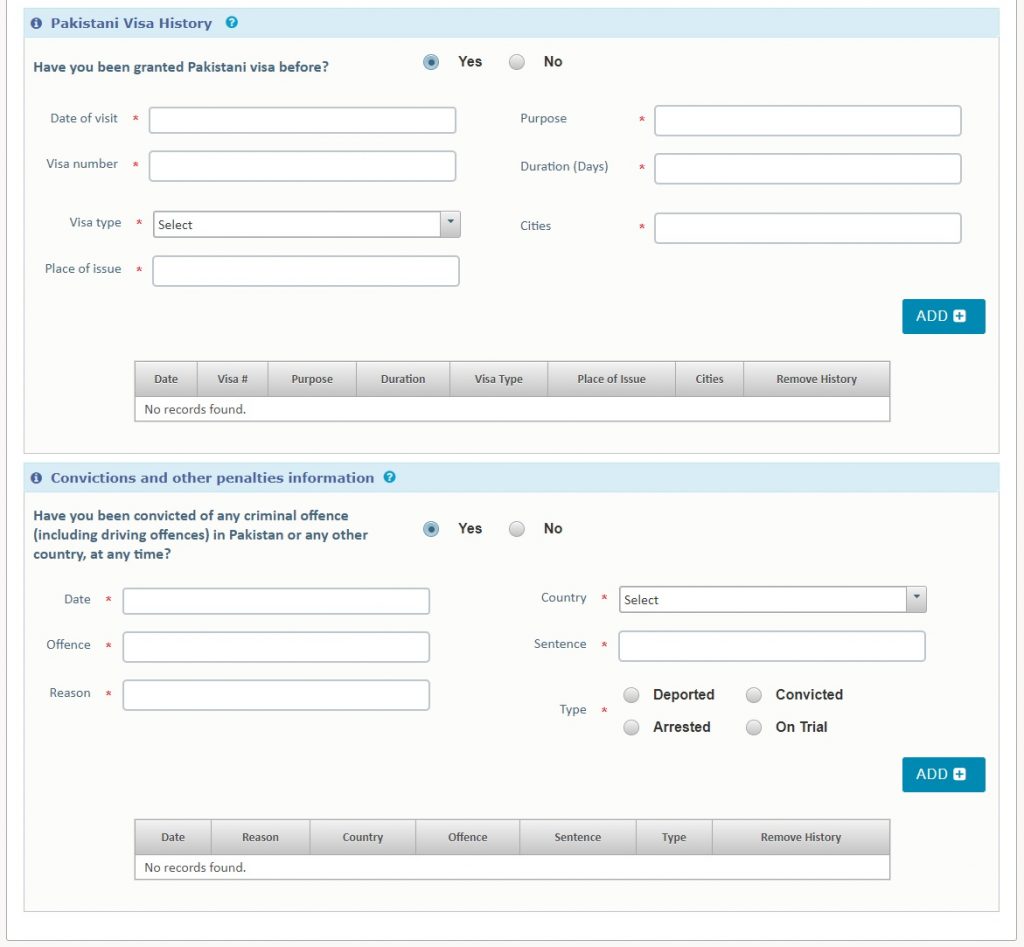 Pakistani Visa History
Have you been granted Pakistani visa before?
Yes
No
Date of visit *
Purpose *
Visa number *
Duration (Days) *
Visa type *
Select
Cities *
Place of issue *
ADD
Date Visa # Purpose Duration Visa Type Place of Issue Cities Remove History
No records found.
Convictions and other penalties information
Have you been convicted of any criminal offence
(including driving offences) in Pakistan or any other
country, at any time?
Yes
No
Date *
Country *
Select
Offence *
Sentence *
Reason *
Type *
Deported
Convicted
Arrested
On Trial
ADD
Date Reason Country Offence Sentence Type Remove History
No records found.